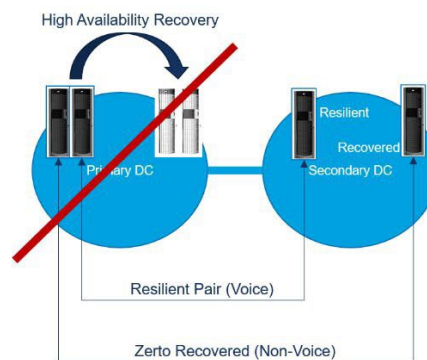 High Availability Recovery
Resilient
Recovered
Primary DC
Secondary DC
Resilient Pair (Voice)
Zerto Recovered (Non-Voice)